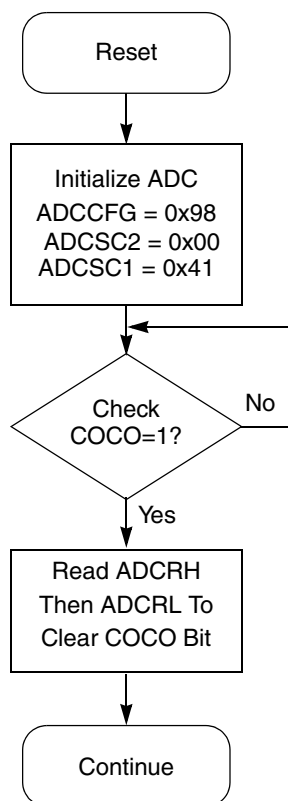 Reset
Initialize ADC
ADCCFG = 0x98
ADCSC2 = 0x00
ADCSC1 = 0x41
Check
COCO=1?
No
Yes
Read ADCRH
Then ADCRL To
Clear COCO Bit
Continue